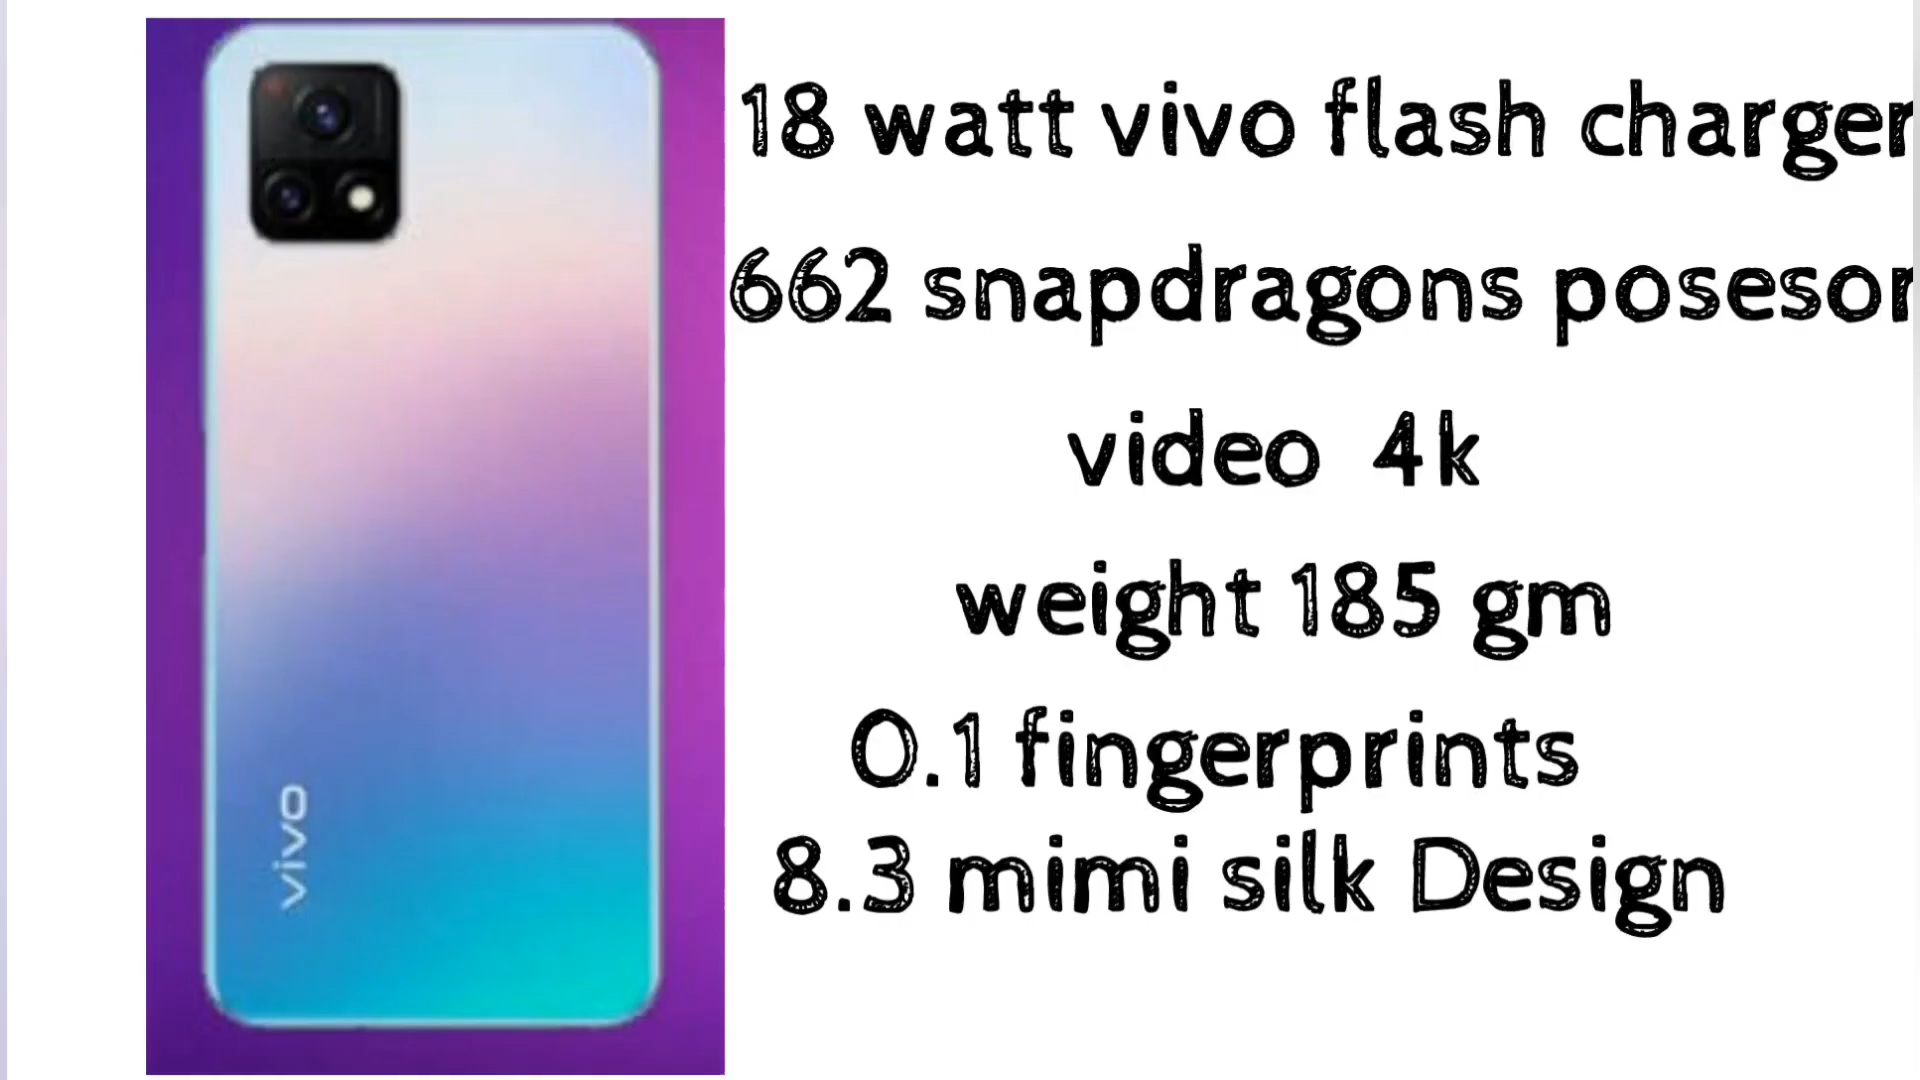 18 watt vivo flash charger
662 snapdragons posesor
video 4k
weight 185 gm
0.1 fingerprints
8.3 mimi silk Design
vivo